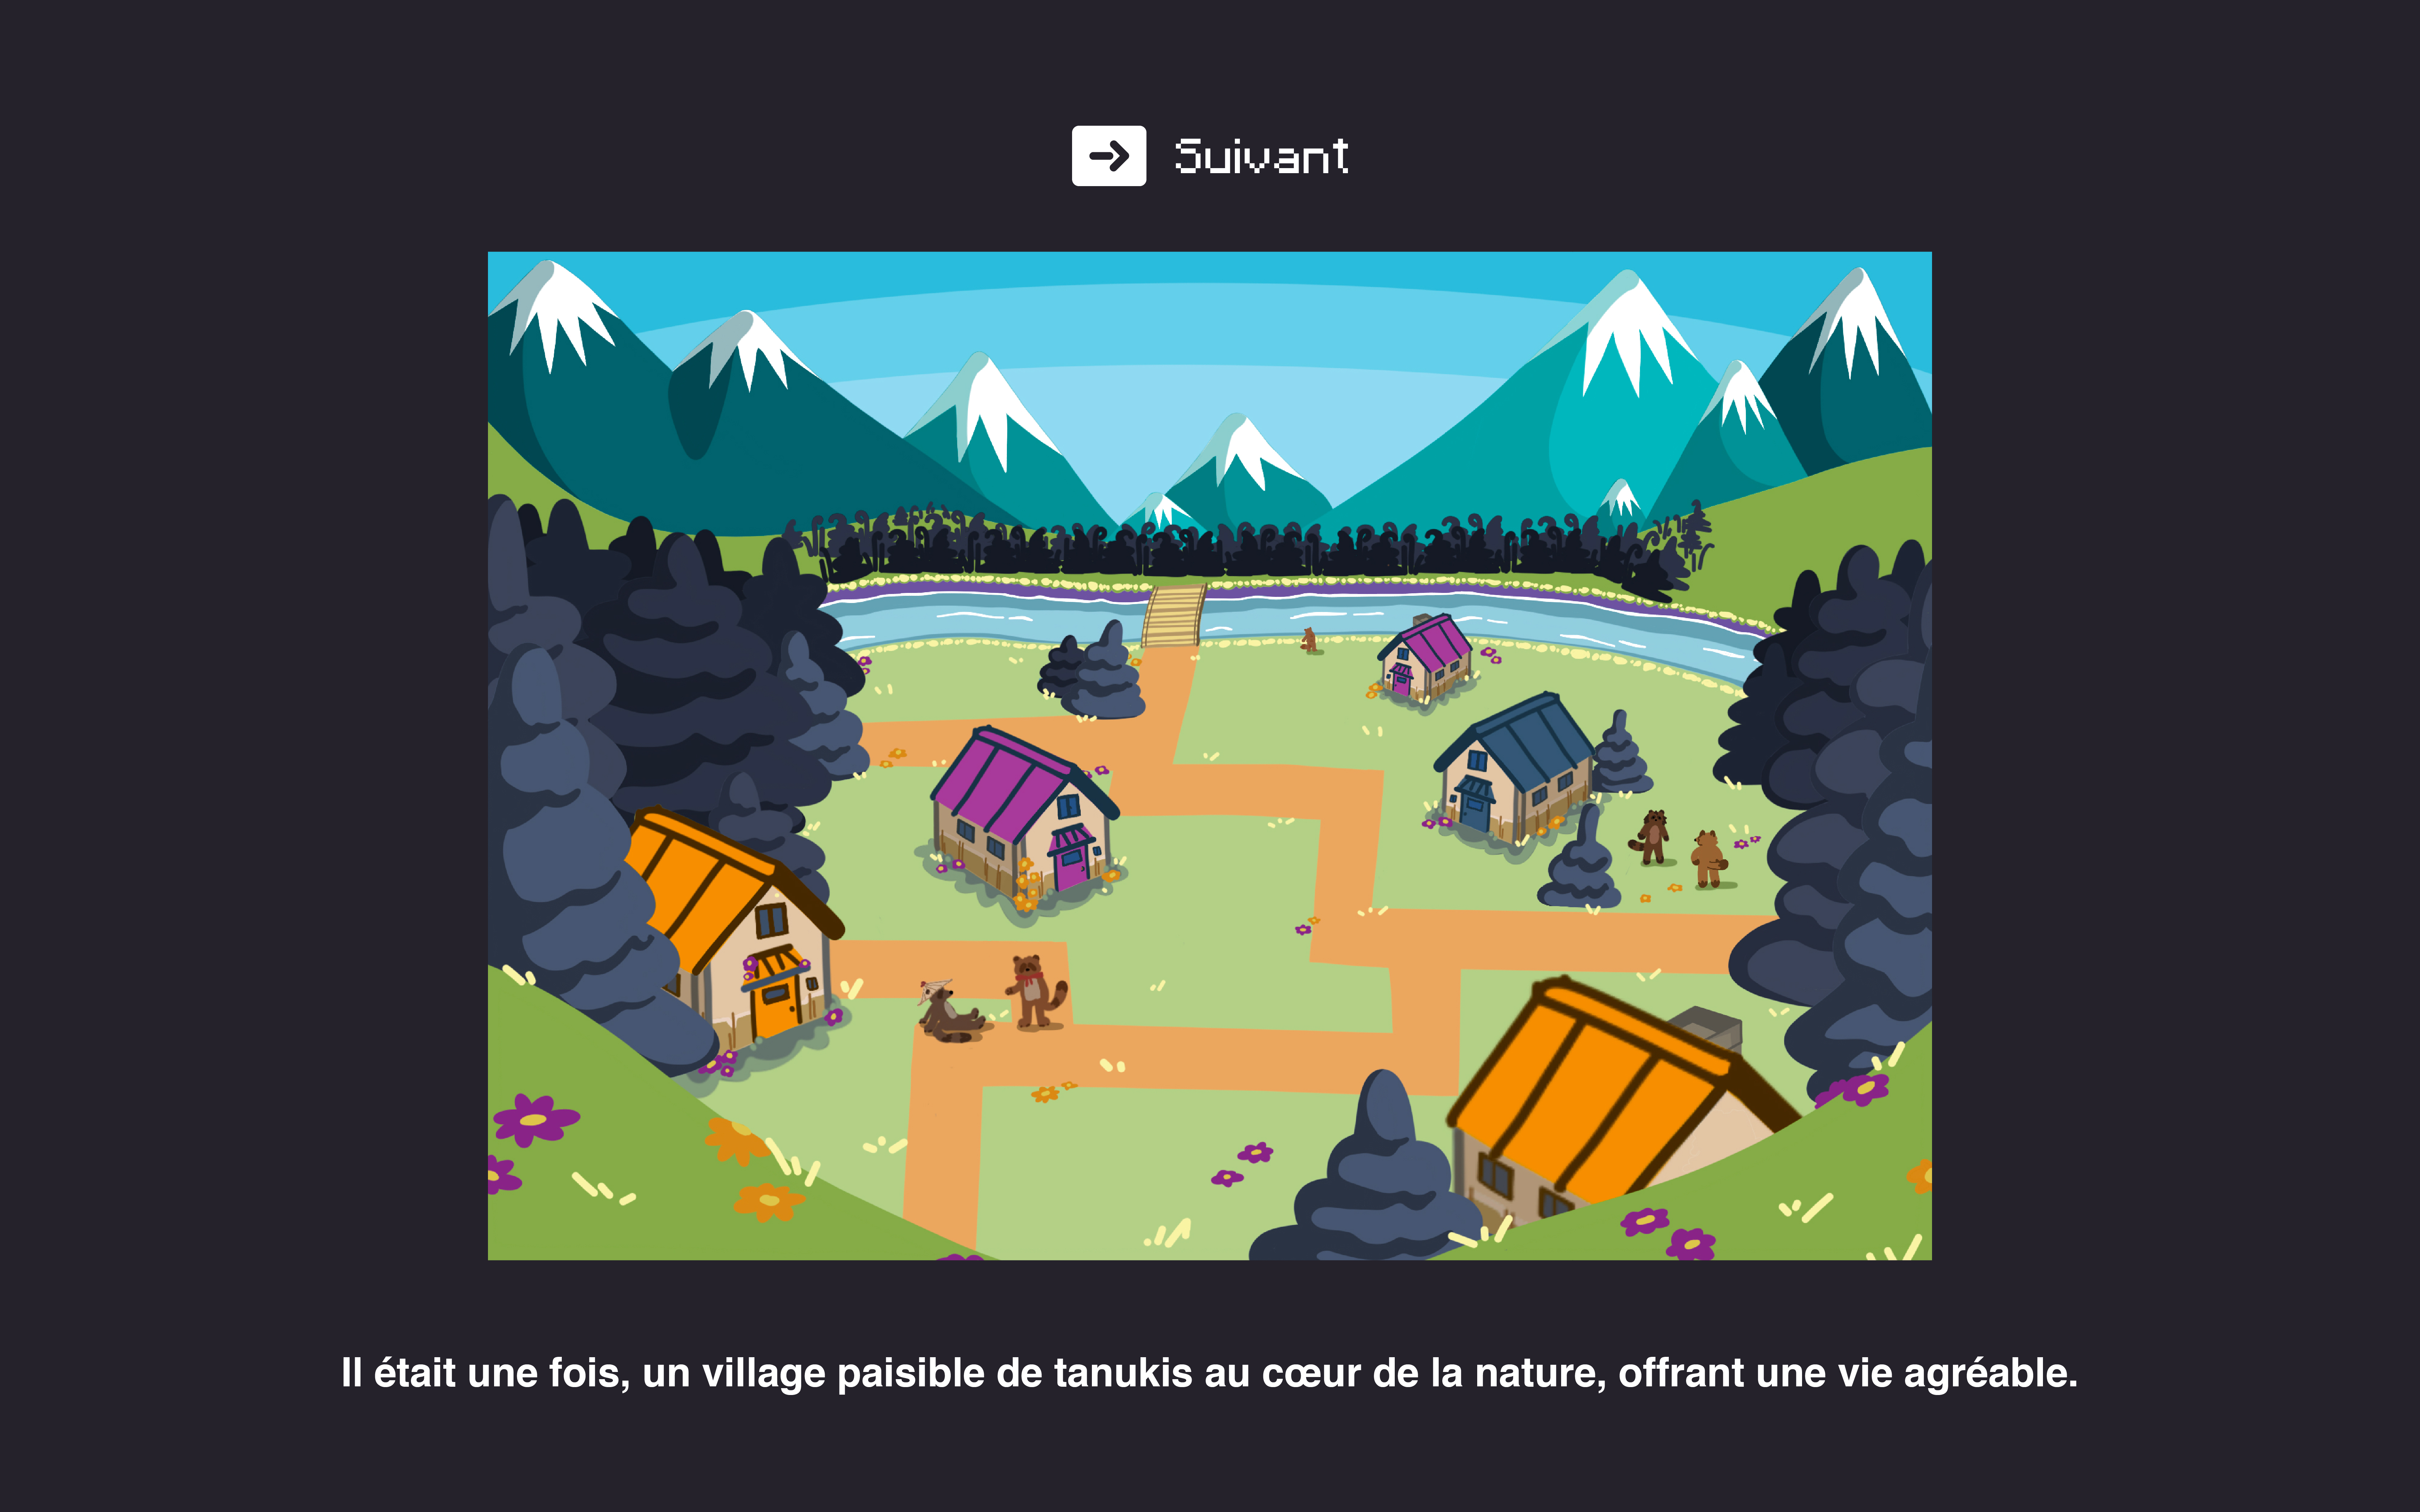 Suivant
Il était une fois, un village paisible de tanukis au cœur de la nature, offrant une vie agréable.